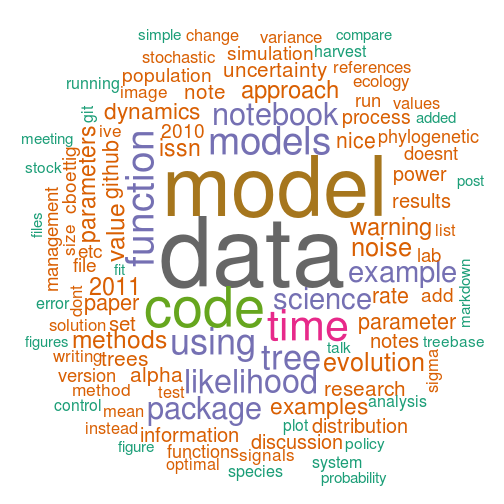 simple change variance compare
stochastic simulation harvest
population uncertainty references
running image note approach ecology
git dynamics notebook run values added
ive 2010 process
meeting issn models nice phylogenetic
stock cboettig parameters github function doesnt
model power post
management value results
files size warning list
etc data noise lab
file fit example markdown
2011 science rate add
error dont paper code time parameter
solution set notes treebase
figures methods using tree talk evolution
writing trees sigma
version alpha likelihood research
method test analysis
control mean package examples
instead plot distribution
figure information discussion policy
functions signals
optimal species system
probability